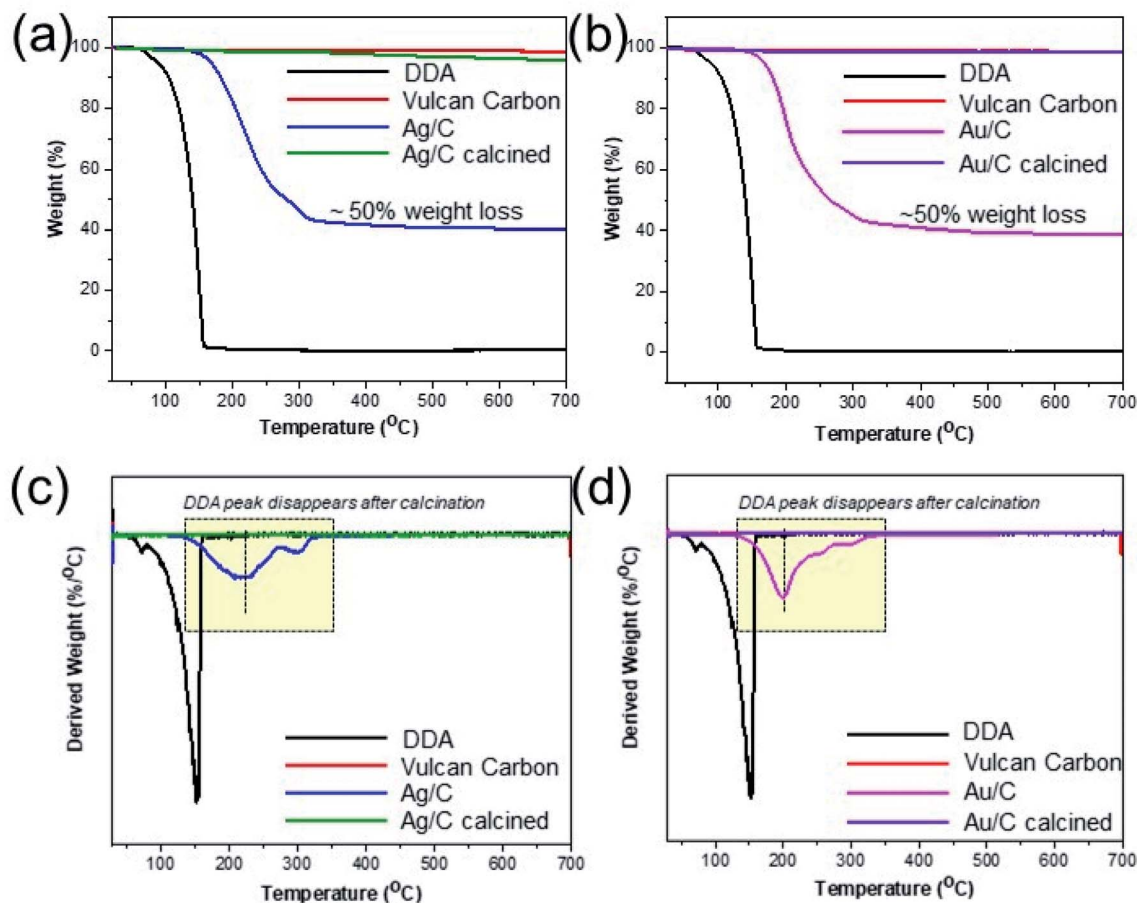 (a)
100
80
60
40
20
0
Weight (%)
DDA
Vulcan Carbon
Ag/C
Ag/C calcined
~ 50% weight loss
100 200 300 400 500 600 700
Temperature (°C)
(b)
100
80
60
40
20
0
Weight (%/)
DDA
Vulcan Carbon
Au/C
Au/C calcined
~50% weight loss
100 200 300 400 500 600 700
Temperature (°C)
(c)
DDA peak disappears after calcination
Derived Weight (%/°C)
DDA
Vulcan Carbon
Ag/C
Ag/C calcined
100 200 300 400 500 600 700
Temperature (°C)
(d)
DDA peak disappears after calcination
Derived Weight (%/°C)
DDA
Vulcan Carbon
Au/C
Au/C calcined
100 200 300 400 500 600 700
Temperature (°C)